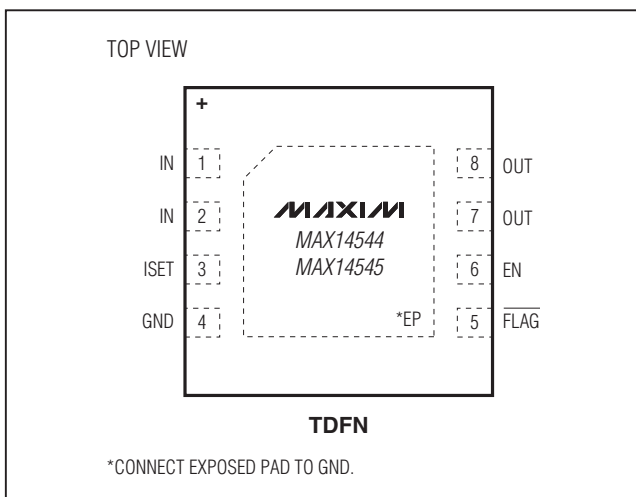 TOP VIEW
+
IN 1 8 OUT
IN 2 MAXIM 7 OUT
MAX14544
ISET 3 MAX14545 6 EN
GND 4 *EP 5 FLAG
TDFN
*CONNECT EXPOSED PAD TO GND.